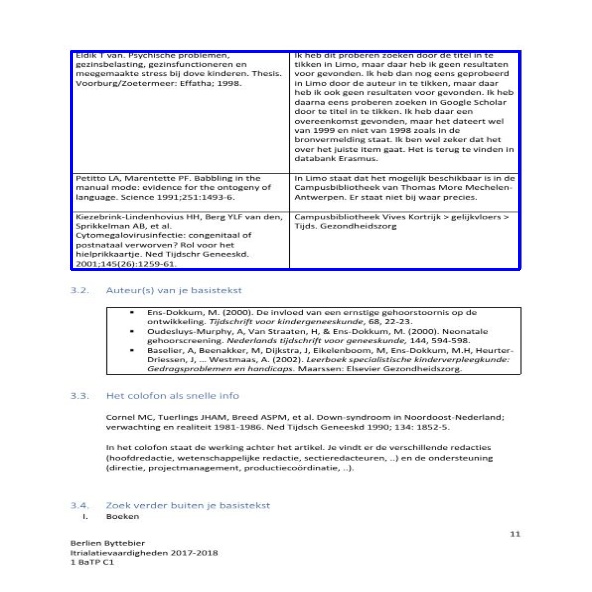 Eldik T van. Psychische problemen,
gezinsbelasting, gezinsfunctioneren en
meegemaakte stress bij dove kinderen. Thesis.
Voorburg/Zoetermeer: Effatha; 1998.
Ik heb dit proberen zoeken door de titel in te
tikken in Limo, maar daar heb ik geen resultaten
voor gevonden. Ik heb dan nog eens geprobeerd
in Limo door de auteur in te tikken, maar daar
heb ik ook geen resultaten voor gevonden. Ik heb
daarna eens proberen zoeken in Google Scholar
door te titel in te tikken. Ik heb daar een
overeenkomst gevonden, maar het dateert wel
van 1999 en niet van 1998 zoals in de
bronvermelding staat. Ik ben wel zeker dat het
over het juiste item gaat. Het is terug te vinden in
databank Erasmus.
Petitto LA, Marentette PF. Babbling in the
manual mode: evidence for the ontogeny of
language. Science 1991;251:1493-6.
In Limo staat dat het mogelijk beschikbaar is in de
Campusbibliotheek van Thomas More Mechelen-
Antwerpen. Er staat niet bij waar precies.
Kiezebrink-Lindenhovius HH, Berg YLF van den,
Sprikkelman AB, et al.
Cytomegalovirusinfectie: congenitaal of
postnataal verworven? Rol voor het
hielprikkaartje. Ned Tijdschr Geneeskd.
2001;145(26):1259-61.
Campusbibliotheek Vives Kortrijk > gelijkvloers >
Tijds. Gezondheidszorg
3.2. Auteur(s) van je basistekst
▪ Ens-Dokkum, M. (2000). De invloed van een ernstige gehoorstoornis op de
ontwikkeling. Tijdschrift voor kindergeneeskunde, 68, 22-23.
▪ Oudesluys-Murphy, A, Van Straaten, H, & Ens-Dokkum, M. (2000). Neonatale
gehoorscreening. Nederlands tijdschrift voor geneeskunde, 144, 594-598.
▪ Baselier, A, Beenakker, M, Dijkstra, J, Eikelenboom, M, Ens-Dokkum, M.H, Heurter-
Driessen, J, … Westmaas, A. (2002). Leerboek specialistische kinderverpleegkunde:
Gedragsproblemen en handicaps. Maarssen: Elsevier Gezondheidszorg.
3.3. Het colofon als snelle info
Cornel MC, Tuerlings JHAM, Breed ASPM, et al. Down-syndroom in Noordoost-Nederland;
verwachting en realiteit 1981-1986. Ned Tijdsch Geneeskd 1990; 134: 1852-5.
In het colofon staat de werking achter het artikel. Je vindt er de verschillende redacties
(hoofdredactie, wetenschappelijke redactie, sectieredacteuren, ..) en de ondersteuning
(directie, projectmanagement, productiecoördinatie, ..).
3.4. Zoek verder buiten je basistekst
I. Boeken
11
Berlien Byttebier
Itrialatievaardigheden 2017-2018
1 BaTP C1